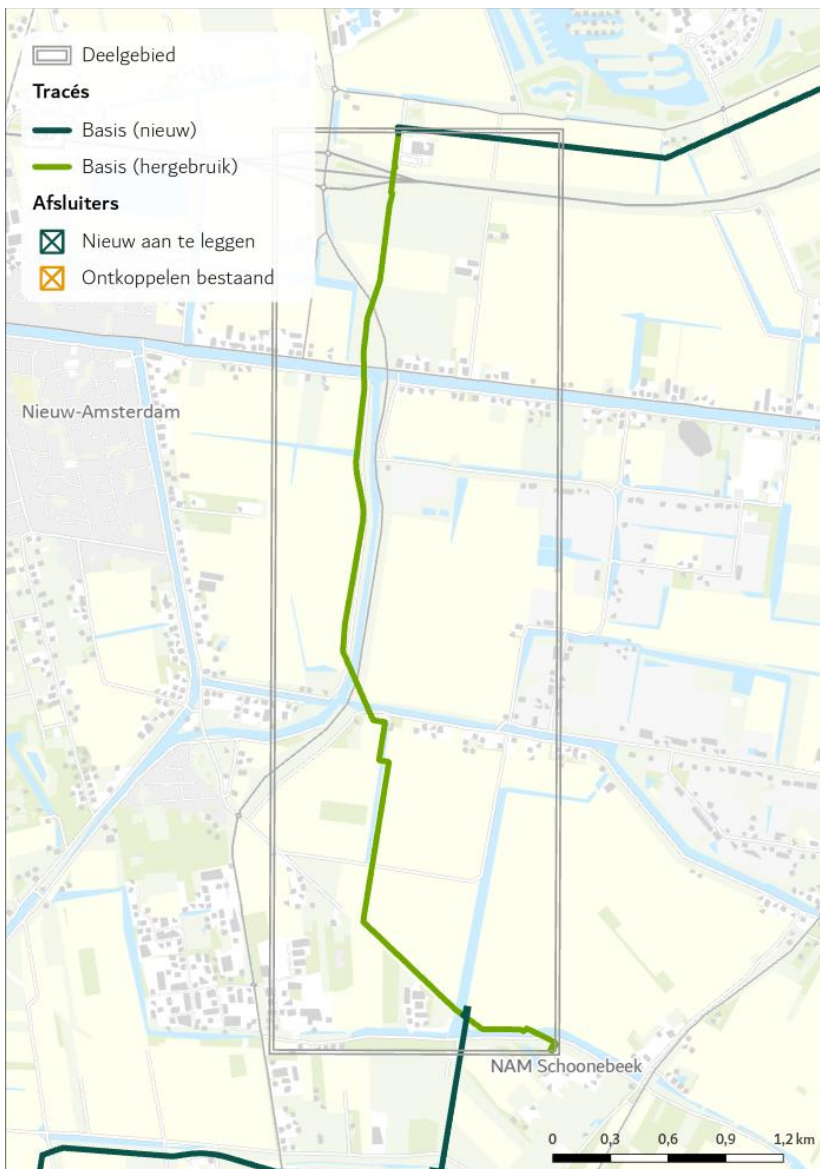 Deelgebied
Tracés
Basis (nieuw)
Basis (hergebruik)
Afsluiters
Nieuw aan te leggen
Ontkoppelen bestaand
Nieuw-Amsterdam
NAM Schoonebeek
0 0,3 0,6 0,9 1,2 km